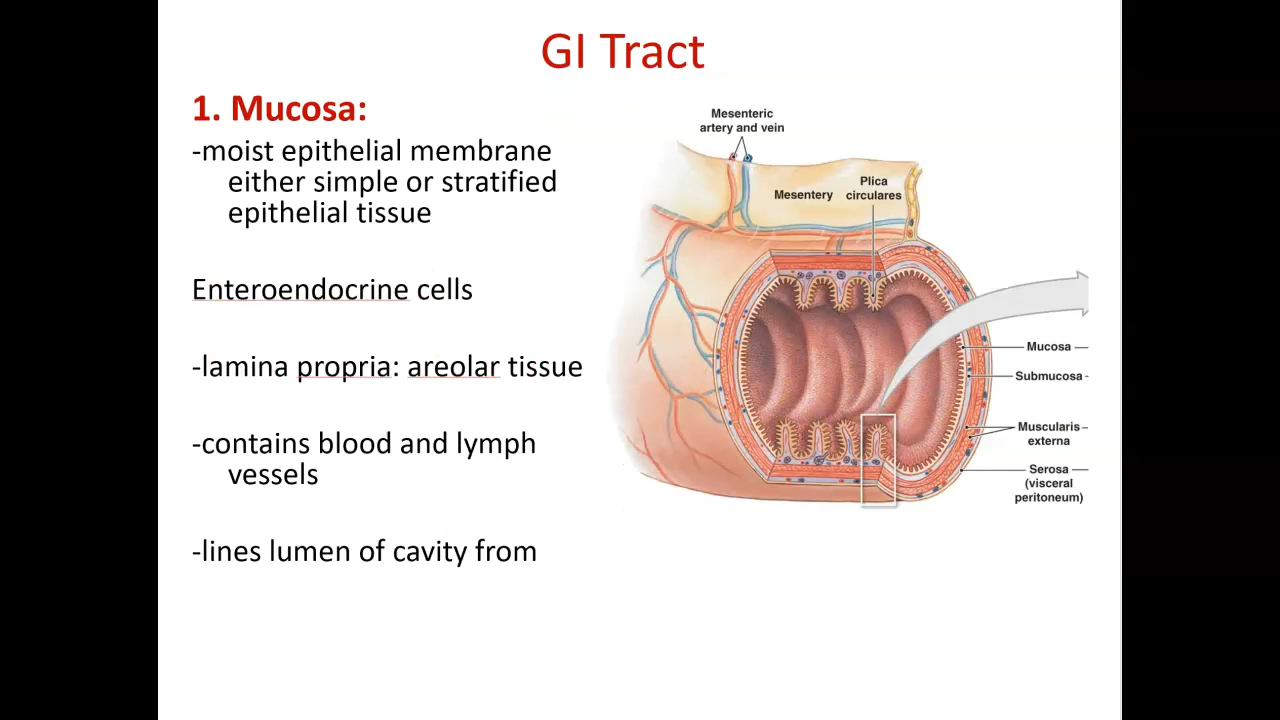 GI Tract
1. Mucosa:
-moist epithelial membrane
either simple or stratified
epithelial tissue
Enteroendocrine cells
-lamina propria: areolar tissue
-contains blood and lymph
vessels
-lines lumen of cavity from
Mesenteric
artery and vein
Mesentery
Plica
circulares
Mucosa
Submucosa
Muscularis
externa
Serosa
(visceral
peritoneum)